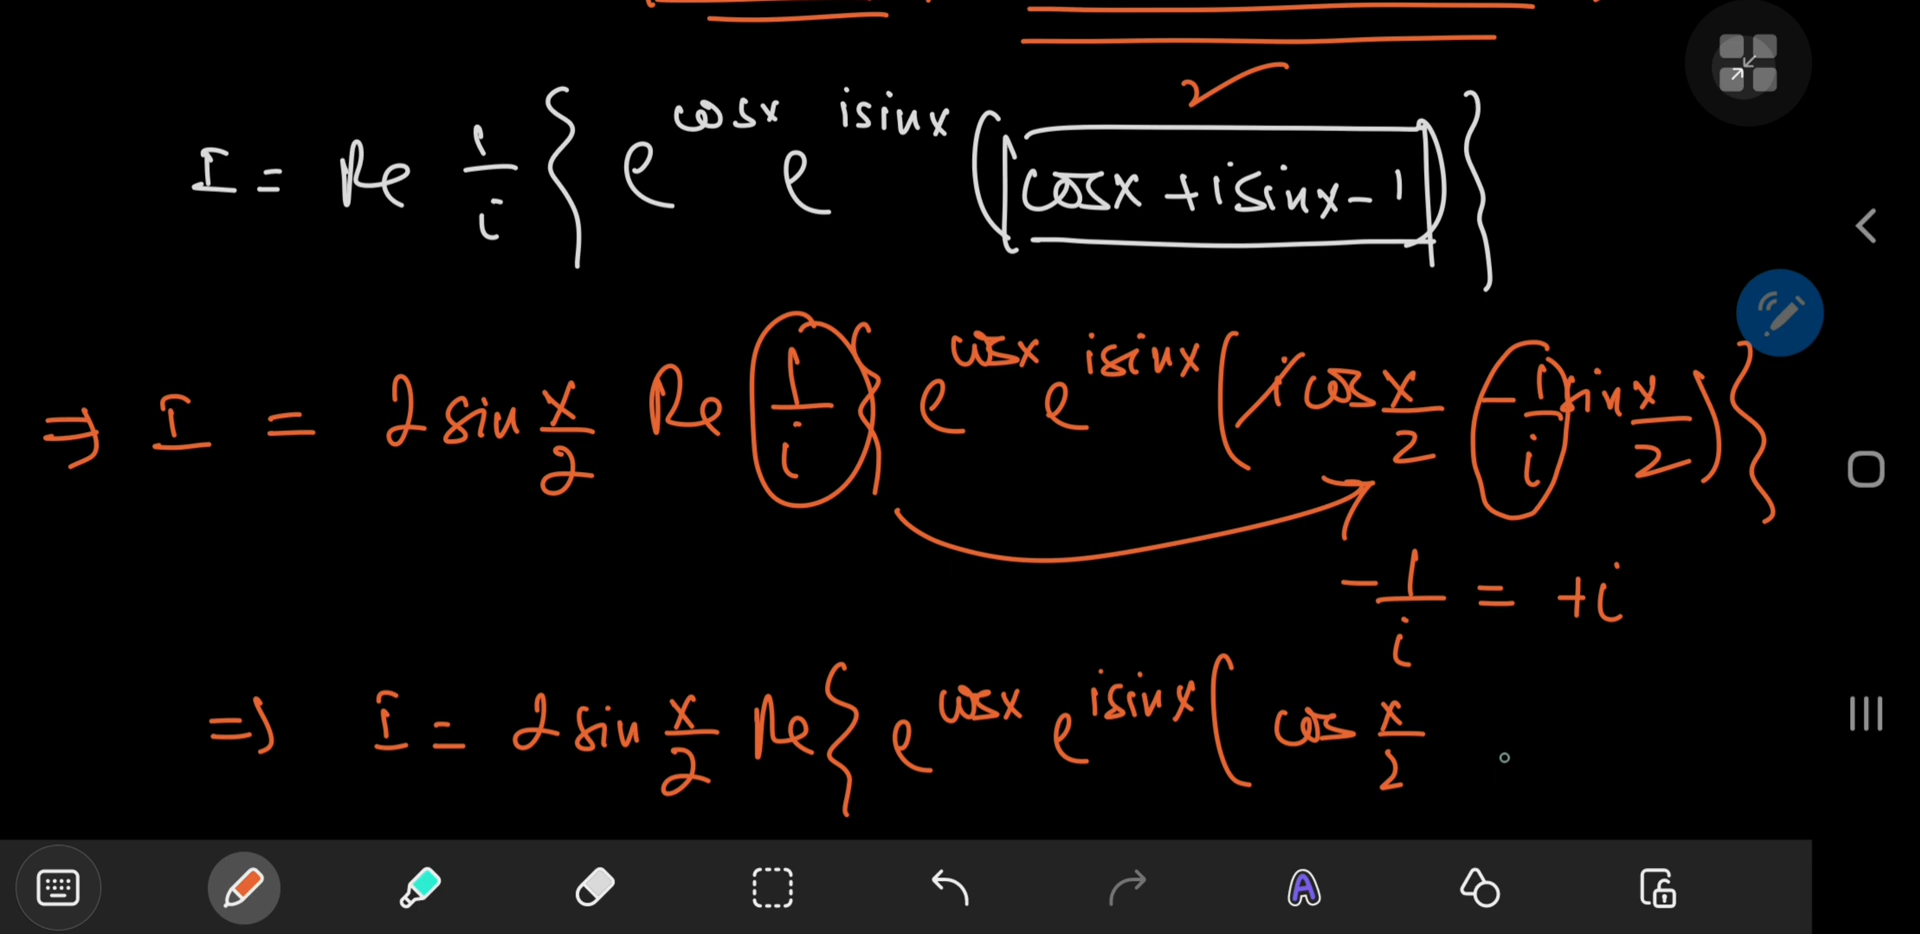 I = Re 1/i { e^cosx e^isinx (cosx + isinx - 1) }
⇒ I = 2 sin x/2 Re 1/i { e^cosx e^isinx ( i cos x/2 - 1/i sin x/2 ) }
- 1/i = +i
⇒ I = 2 sin x/2 Re { e^cosx e^isinx ( cos x/2
A